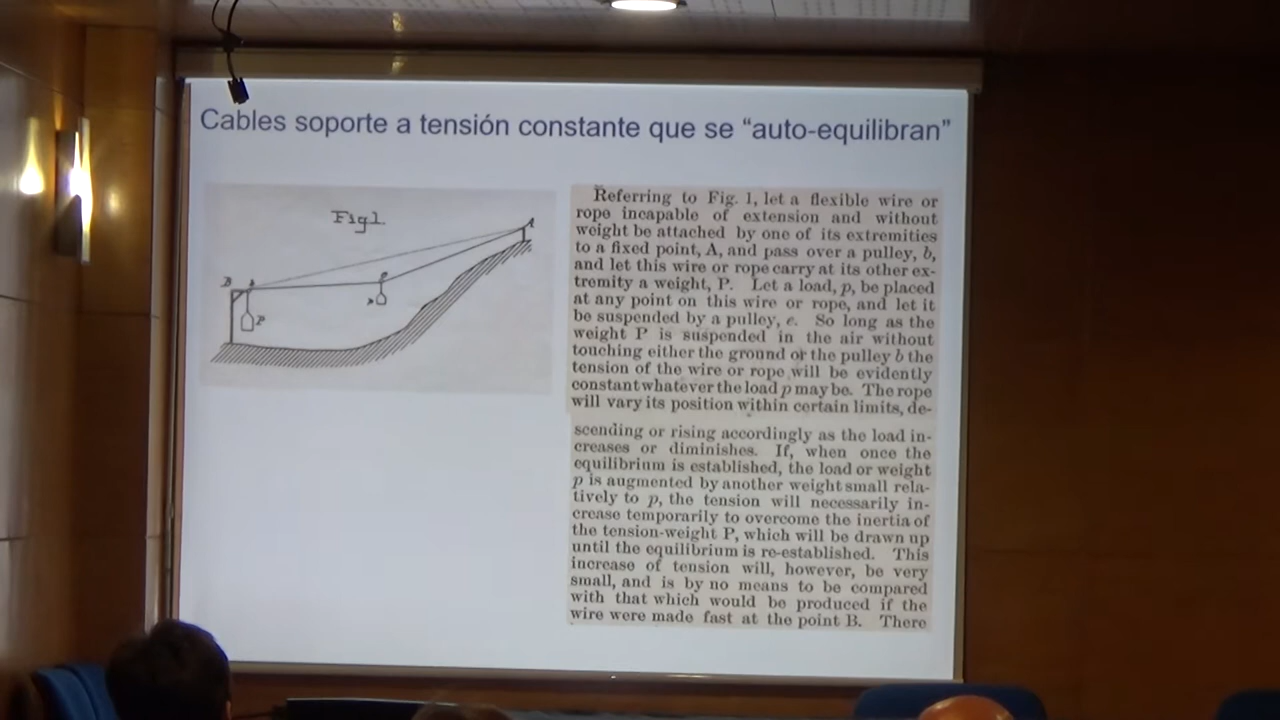 Cables soporte a tensión constante que se “auto-equilibran”
Fig 1
A
B
P
Referring to Fig. 1, let a flexible wire or
rope incapable of extension and without
weight be attached by one of its extremities
to a fixed point, A, and pass over a pulley, b,
and let this wire or rope carry at its other ex-
tremity a weight, P. Let a load, p, be placed
at any point on this wire or rope, and let it
be suspended by a pulley, e. So long as the
weight P is suspended in the air without
touching either the ground or the pulley b the
tension of the wire or rope will be evidently
constant whatever the load p may be. The rope
will vary its position within certain limits, de-
scending or rising accordingly as the load in-
creases or diminishes. If, when once the
equilibrium is established, the load or weight
p is augmented by another weight small rela-
tively to p, the tension will necessarily in-
crease temporarily to overcome the inertia of
the tension-weight P, which will be drawn up
until the equilibrium is re-established. This
increase of tension will, however, be very
small, and is by no means to be compared
with that which would be produced if the
wire were made fast at the point B. There